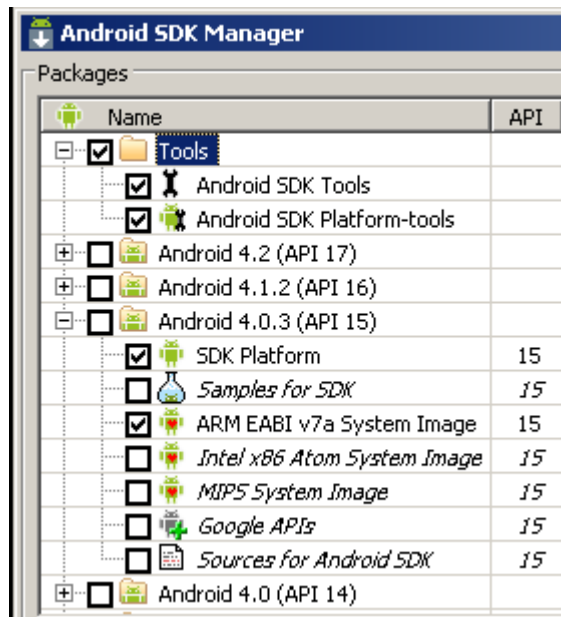 Android SDK Manager
Packages
Name API
Tools
Android SDK Tools
Android SDK Platform-tools
Android 4.2 (API 17)
Android 4.1.2 (API 16)
Android 4.0.3 (API 15)
SDK Platform 15
Samples for SDK 15
ARM EABI v7a System Image 15
Intel x86 Atom System Image 15
MIPS System Image 15
Google APIs 15
Sources for Android SDK 15
Android 4.0 (API 14)